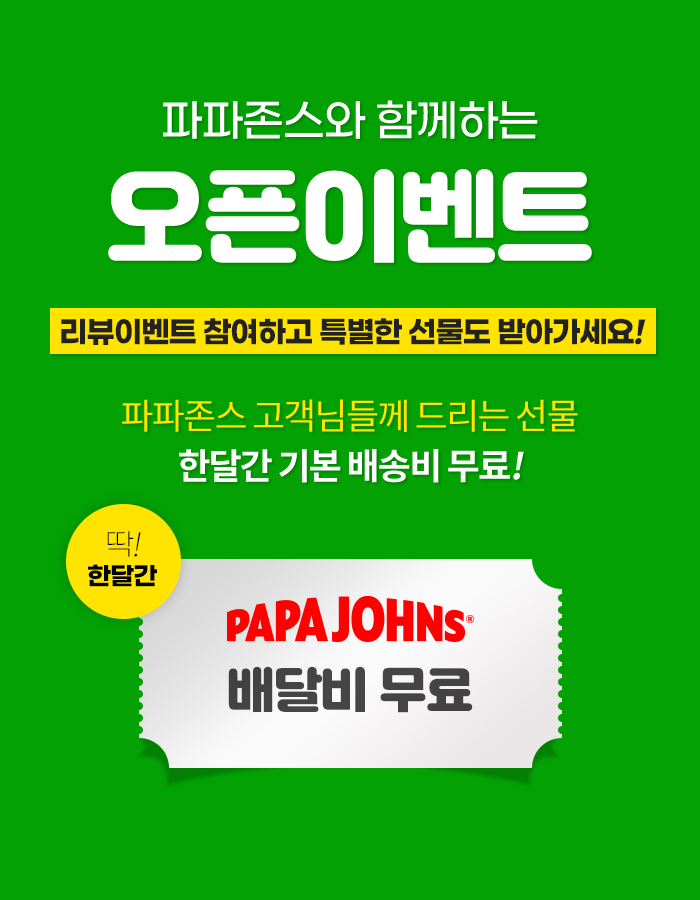 파파존스와 함께하는
오픈이벤트
리뷰이벤트 참여하고 특별한 선물도 받아가세요!
파파존스 고객님들께 드리는 선물
한달간 기본 배송비 무료!
딱!
한달간
PAPA JOHNS®
배달비 무료